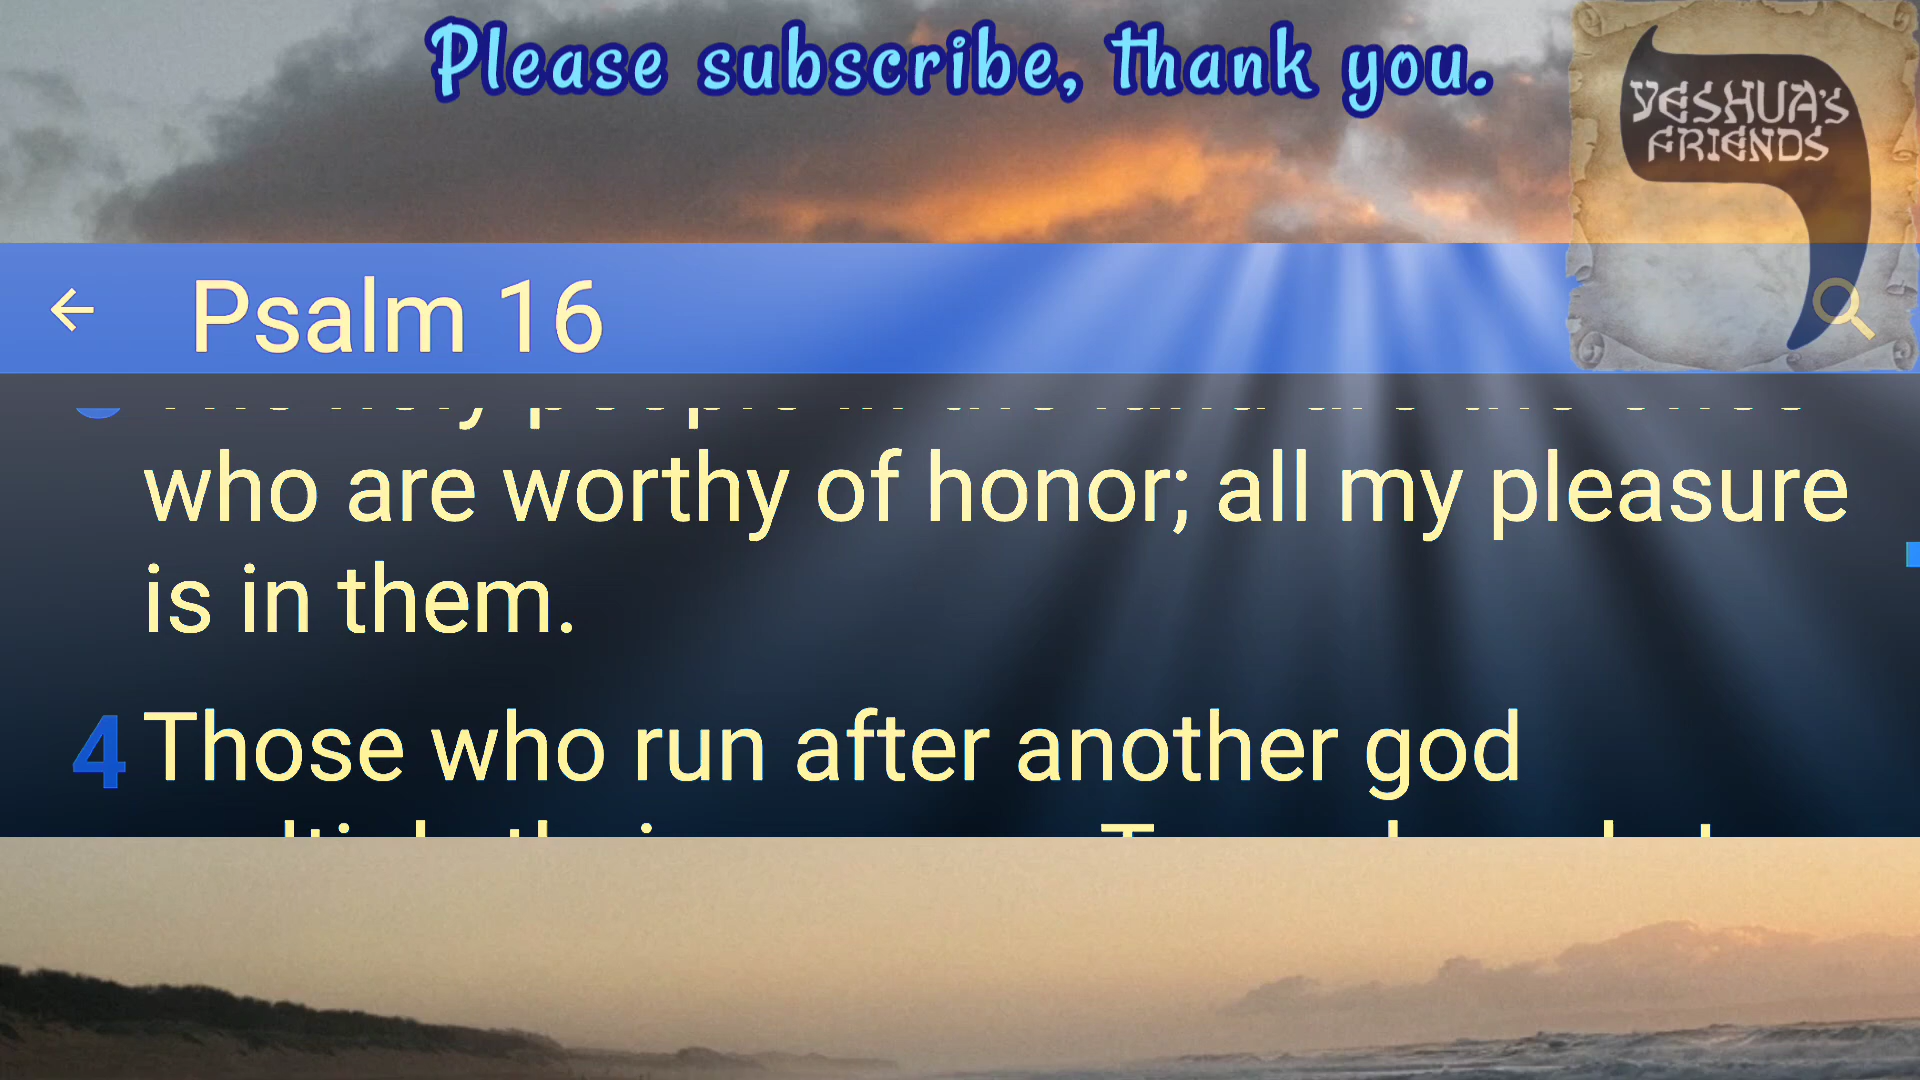 Please subscribe, thank you.
YESHUA'S
FRIENDS
Psalm 16
who are worthy of honor; all my pleasure
is in them.
4 Those who run after another god